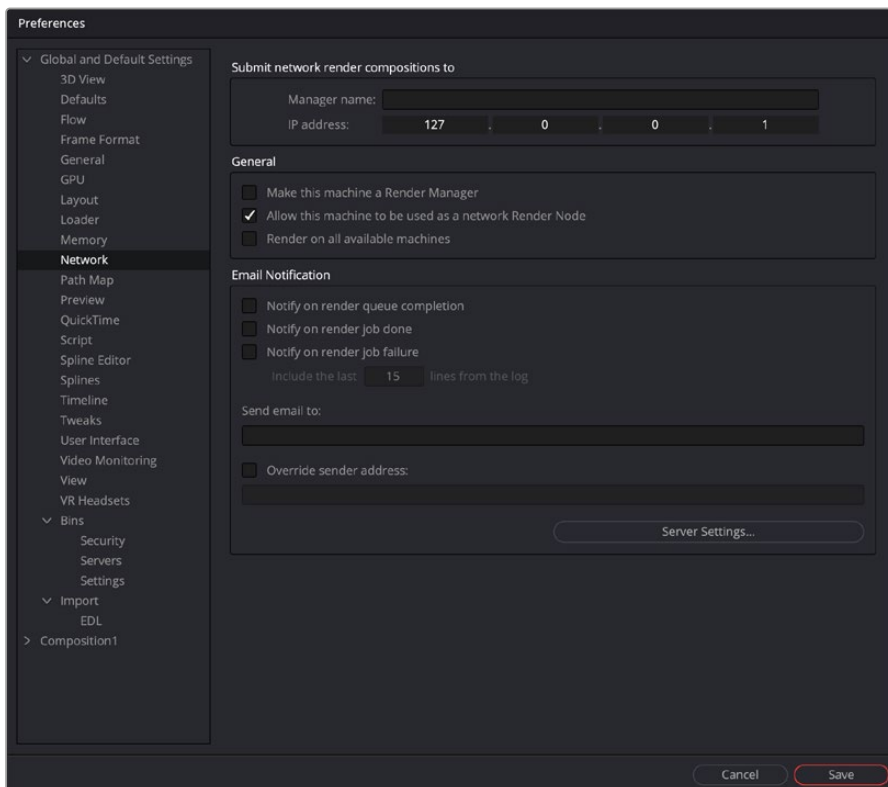 Preferences
Global and Default Settings
3D View
Defaults
Flow
Frame Format
General
GPU
Layout
Loader
Memory
Network
Path Map
Preview
QuickTime
Script
Spline Editor
Splines
Timeline
Tweaks
User Interface
Video Monitoring
View
VR Headsets
Bins
Security
Servers
Settings
Import
EDL
Composition1
Submit network render compositions to
Manager name:
IP address: 127 . 0 . 0 . 1
General
Make this machine a Render Manager
Allow this machine to be used as a network Render Node
Render on all available machines
Email Notification
Notify on render queue completion
Notify on render job done
Notify on render job failure
Include the last 15 lines from the log
Send email to:
Override sender address:
Server Settings...
Cancel Save